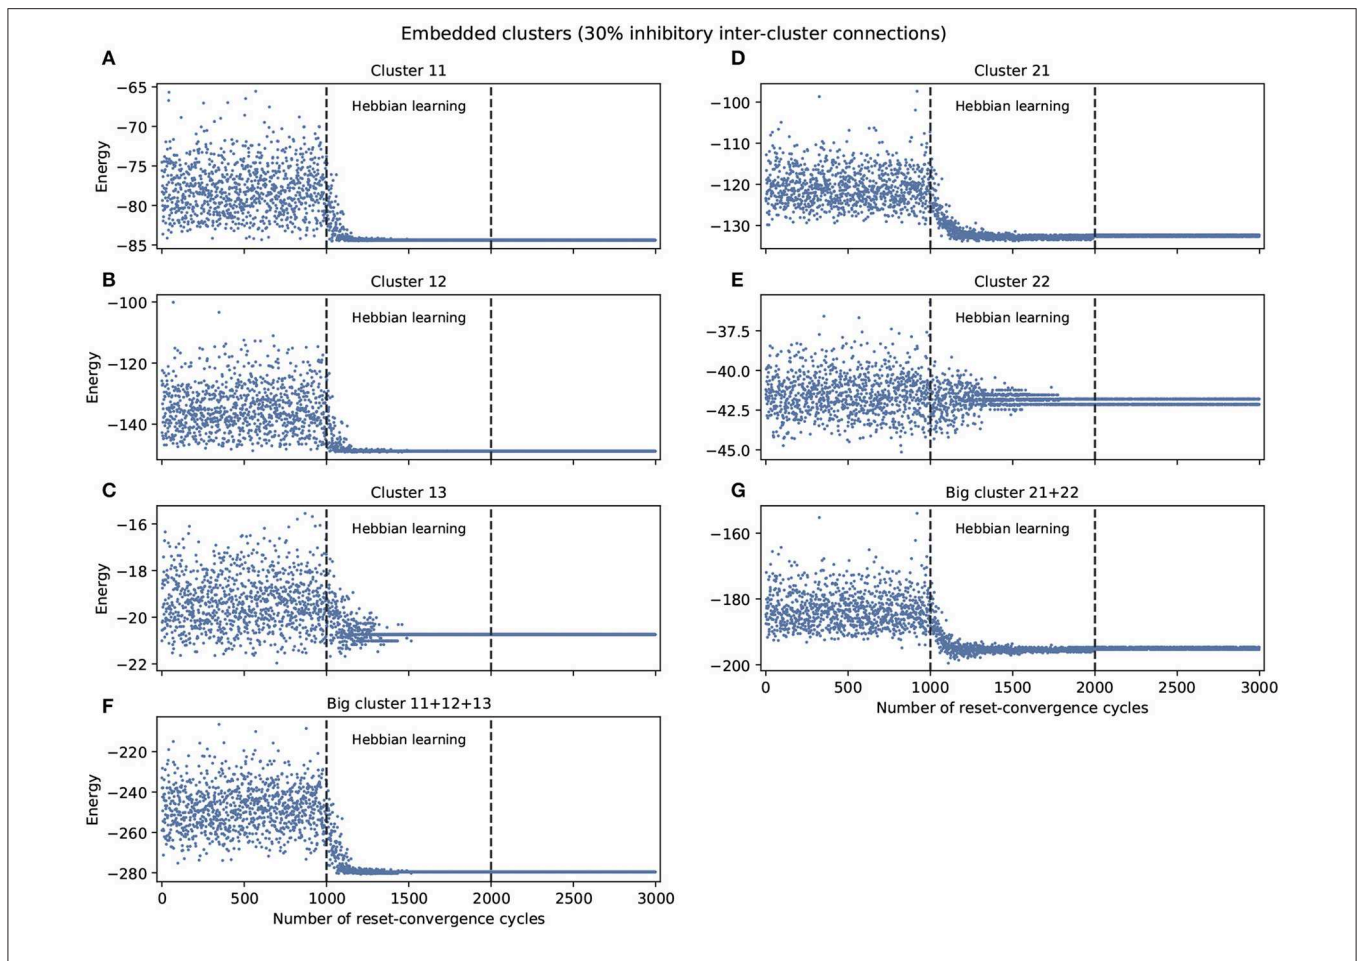 Embedded clusters (30% inhibitory inter-cluster connections)
A
Cluster 11
Hebbian learning
Energy
−65
−70
−75
−80
−85
B
Cluster 12
Hebbian learning
Energy
−100
−120
−140
C
Cluster 13
Hebbian learning
Energy
−16
−18
−20
−22
F
Big cluster 11+12+13
Hebbian learning
Energy
−220
−240
−260
−280
0 500 1000 1500 2000 2500 3000
Number of reset-convergence cycles
D
Cluster 21
Hebbian learning
−100
−110
−120
−130
E
Cluster 22
Hebbian learning
−37.5
−40.0
−42.5
−45.0
G
Big cluster 21+22
Hebbian learning
−160
−180
−200
0 500 1000 1500 2000 2500 3000
Number of reset-convergence cycles